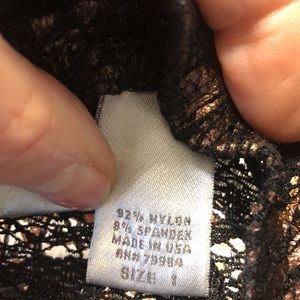 92% NYLON
8% SPANDEX
MADE IN USA
RN# 79984
SIZE 1